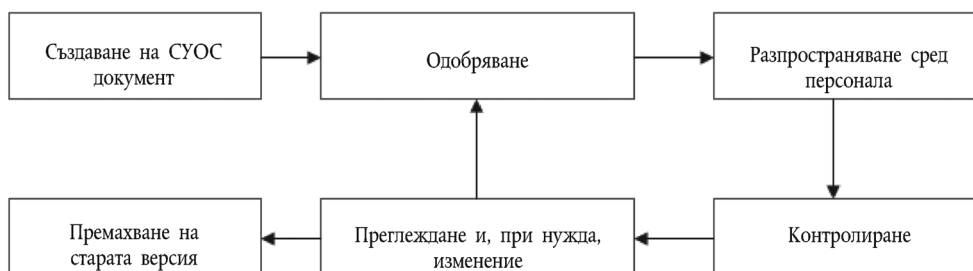 Създаване на СУОС
документ
Одобряване
Разпространяване сред
персонала
Премахване на
старата версия
Преглеждане и, при нужда,
изменение
Контролиране